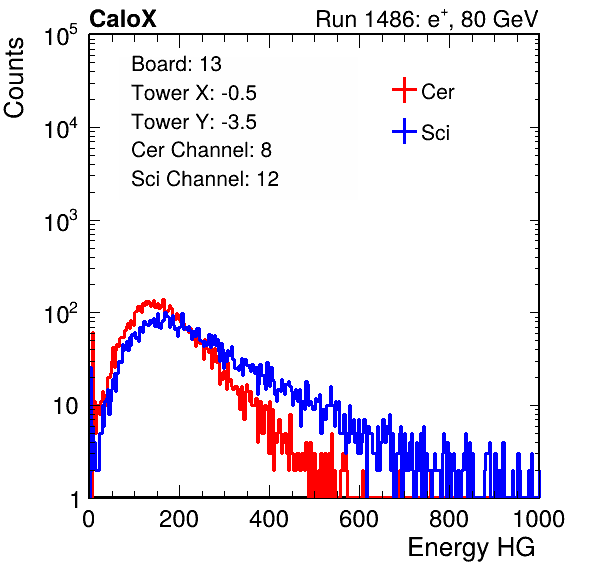 CaloX Run 1486: e⁺, 80 GeV
Counts
10⁵
10⁴
10³
10²
10
1
Board: 13
Tower X: -0.5
Tower Y: -3.5
Cer Channel: 8
Sci Channel: 12
Cer
Sci
0 200 400 600 800 1000
Energy HG